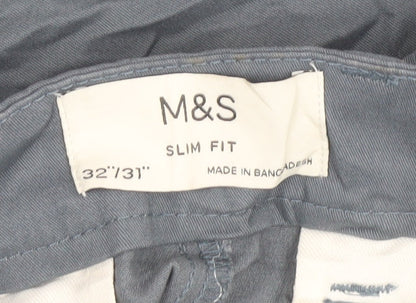 M&S
SLIM FIT
32"/31"
MADE IN BANGLADESH